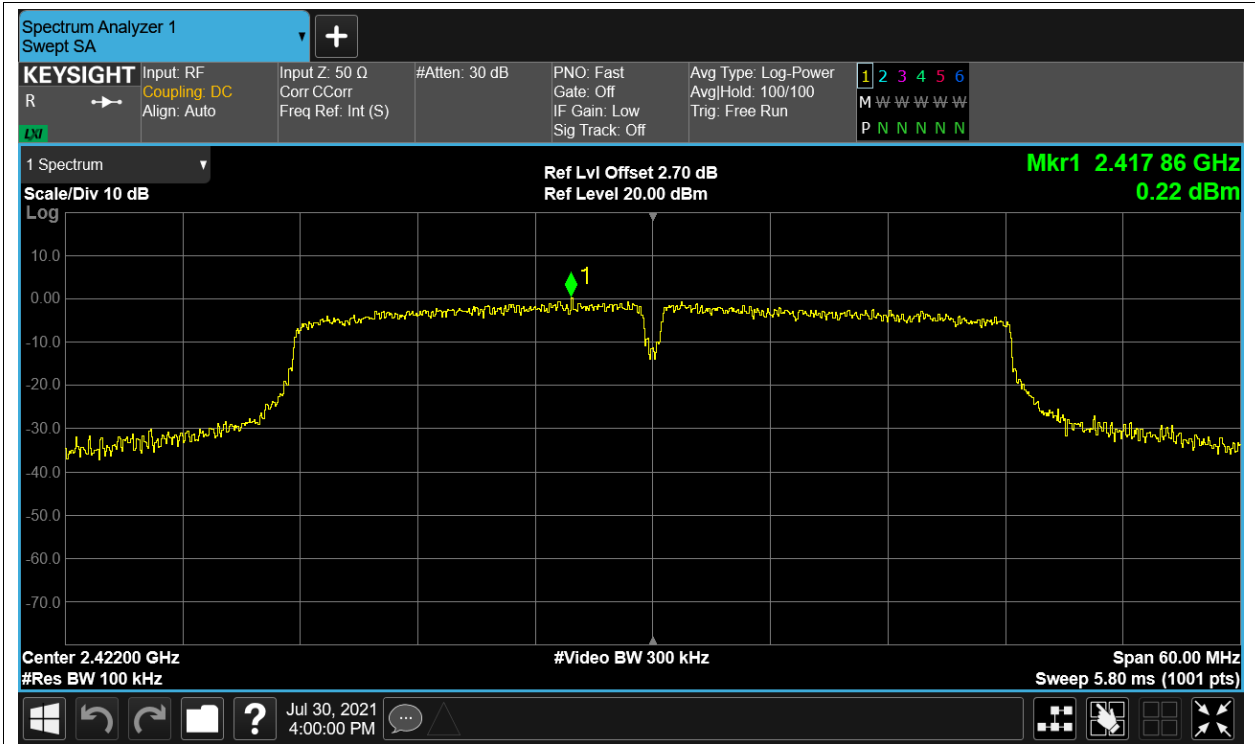 Spectrum Analyzer 1
Swept SA
KEYSIGHT
R
LXI
Input: RF
Coupling: DC
Align: Auto
Input Z: 50 Ω
Corr CCorr
Freq Ref: Int (S)
#Atten: 30 dB
PNO: Fast
Gate: Off
IF Gain: Low
Sig Track: Off
Avg Type: Log-Power
Avg|Hold: 100/100
Trig: Free Run
1 2 3 4 5 6
M W W W W W
P N N N N N
1 Spectrum
Scale/Div 10 dB
Ref Lvl Offset 2.70 dB
Ref Level 20.00 dBm
Mkr1 2.417 86 GHz
0.22 dBm
Log
10.0
0.00
-10.0
-20.0
-30.0
-40.0
-50.0
-60.0
-70.0
1
Center 2.42200 GHz
#Res BW 100 kHz
#Video BW 300 kHz
Span 60.00 MHz
Sweep 5.80 ms (1001 pts)
?
Jul 30, 2021
4:00:00 PM